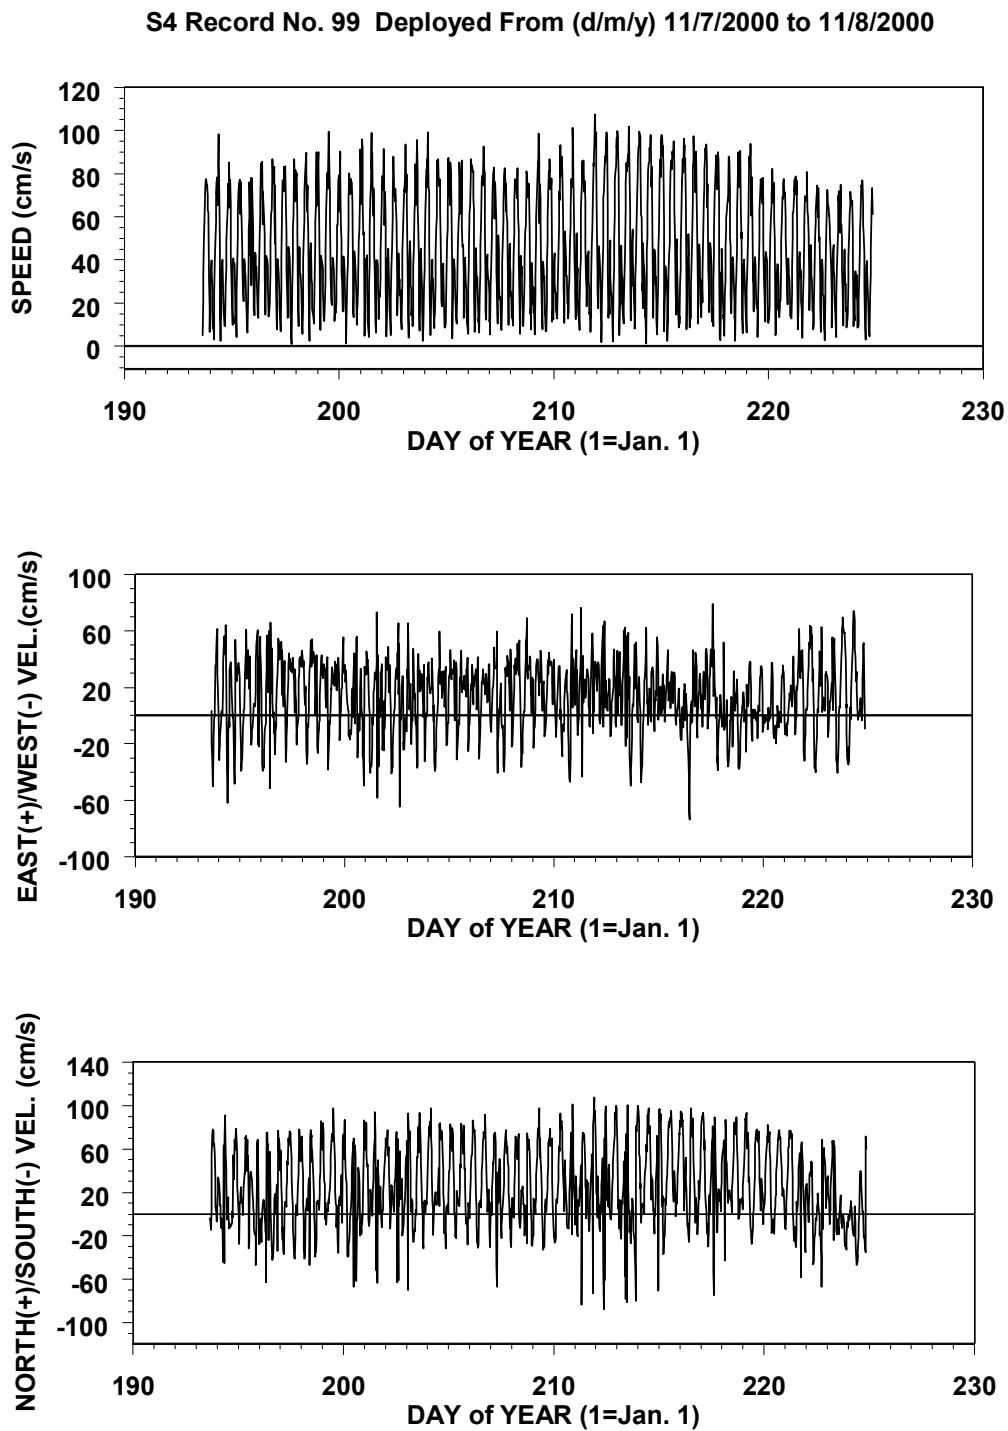 S4 Record No. 99 Deployed From (d/m/y) 11/7/2000 to 11/8/2000
SPEED (cm/s)
120
100
80
60
40
20
0
190 200 210 220 230
DAY of YEAR (1=Jan. 1)
EAST(+)/WEST(-) VEL.(cm/s)
100
60
20
-20
-60
-100
190 200 210 220 230
DAY of YEAR (1=Jan. 1)
NORTH(+)/SOUTH(-) VEL. (cm/s)
140
100
60
20
-20
-60
-100
190 200 210 220 230
DAY of YEAR (1=Jan. 1)